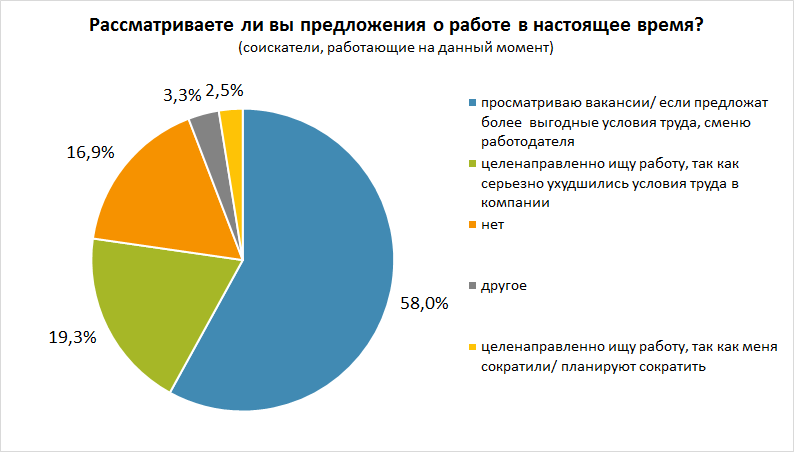 Рассматриваете ли вы предложения о работе в настоящее время?
(соискатели, работающие на данный момент)
3,3%
2,5%
16,9%
19,3%
58,0%
просматриваю вакансии/ если предложат
более выгодные условия труда, сменю
работодателя
целенаправленно ищу работу, так как
серьезно ухудшились условия труда в
компании
нет
другое
целенаправленно ищу работу, так как меня
сократили/ планируют сократить